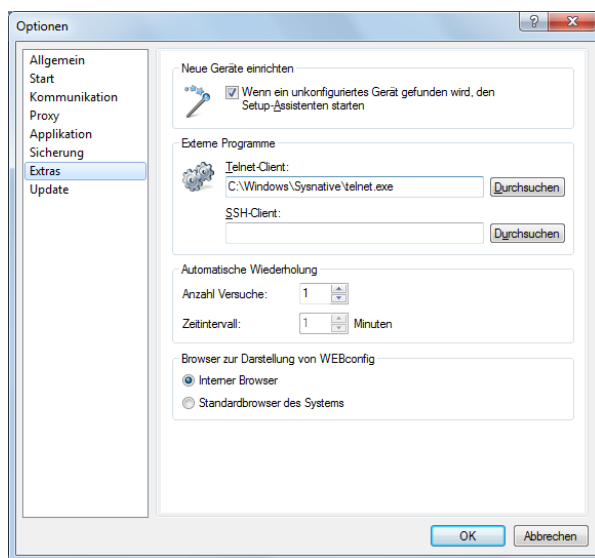 Optionen
Allgemein
Start
Kommunikation
Proxy
Applikation
Sicherung
Extras
Update
Neue Geräte einrichten
Wenn ein unkonfiguriertes Gerät gefunden wird, den
Setup-Assistenten starten
Externe Programme
Telnet-Client:
C:\Windows\Sysnative\telnet.exe
Durchsuchen
SSH-Client:
Durchsuchen
Automatische Wiederholung
Anzahl Versuche: 1
Zeitintervall: 1 Minuten
Browser zur Darstellung von WEBconfig
Interner Browser
Standardbrowser des Systems
OK Abbrechen